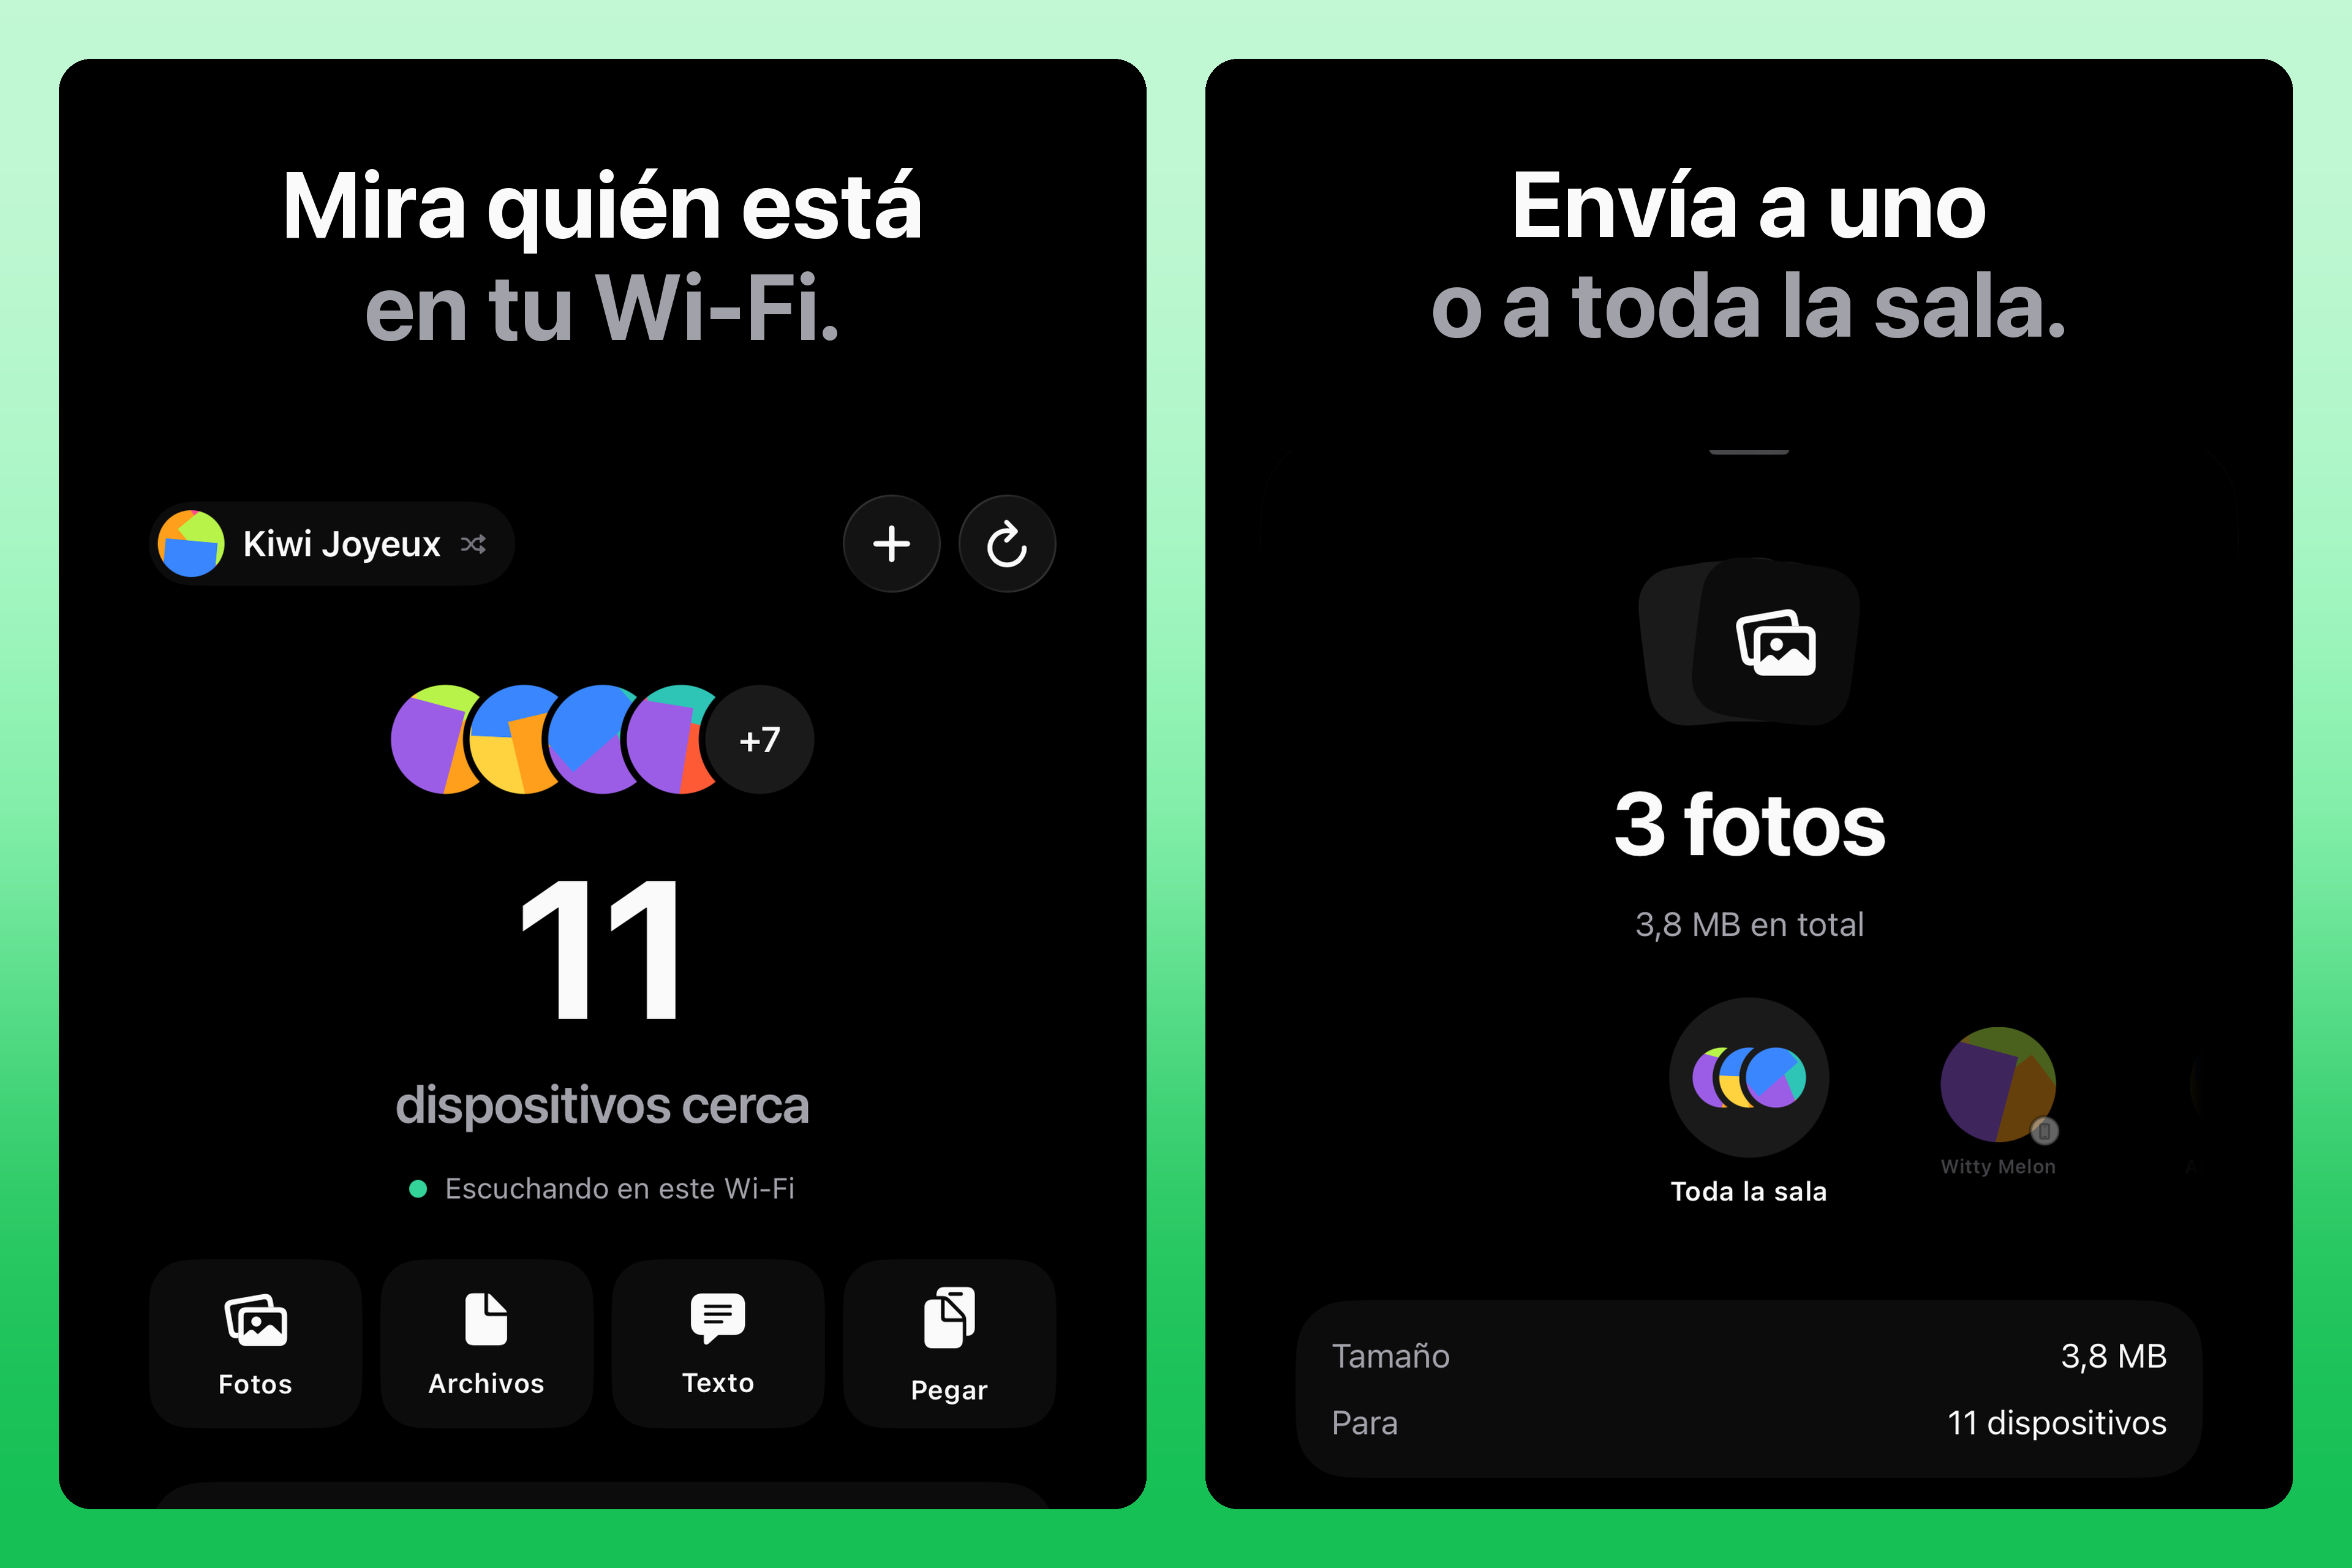 Mira quién está
en tu Wi-Fi.
Kiwi Joyeux
+7
11
dispositivos cerca
Escuchando en este Wi-Fi
Fotos
Archivos
Texto
Pegar
Envía a uno
o a toda la sala.
3 fotos
3,8 MB en total
Toda la sala
Witty Melon
Tamaño
3,8 MB
Para
11 dispositivos